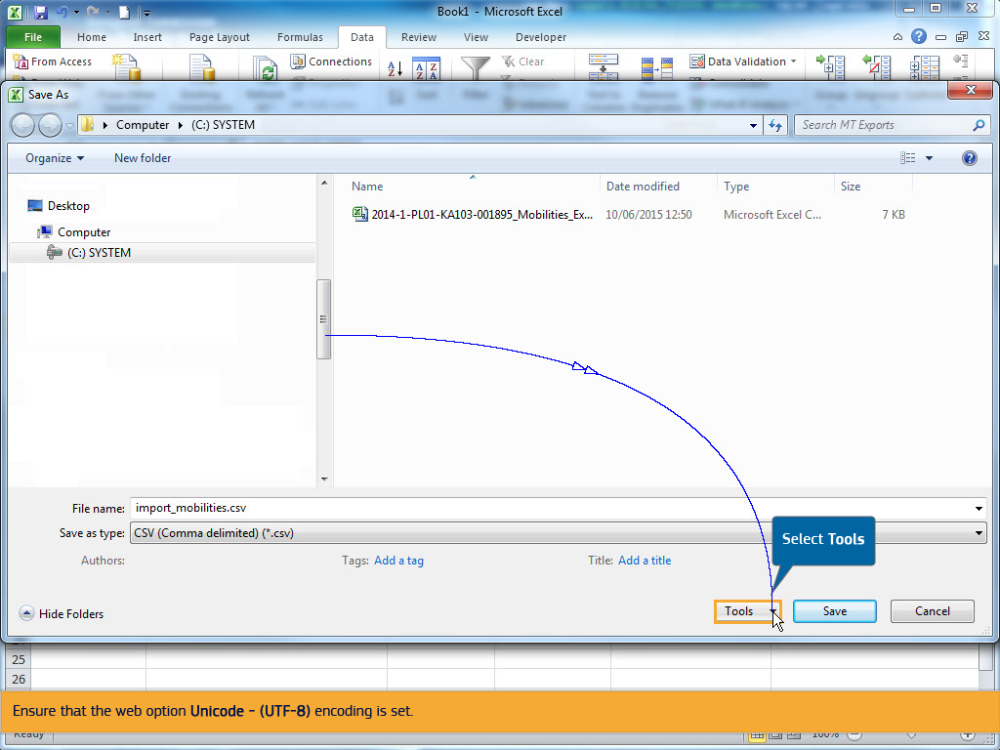 Book1 - Microsoft Excel
File Home Insert Page Layout Formulas Data Review View Developer
From Access Connections Clear Data Validation
Save As
Computer (C:) SYSTEM Search MT Exports
Organize New folder
Name Date modified Type Size
Desktop
2014-1-PL01-KA103-001895_Mobilities_Ex... 10/06/2015 12:50 Microsoft Excel C... 7 KB
Computer
(C:) SYSTEM
File name: import_mobilities.csv
Save as type: CSV (Comma delimited) (*.csv)
Select Tools
Authors: Tags: Add a tag Title: Add a title
Hide Folders Tools Save Cancel
25
26
Ensure that the web option Unicode - (UTF-8) encoding is set.
Ready 100%